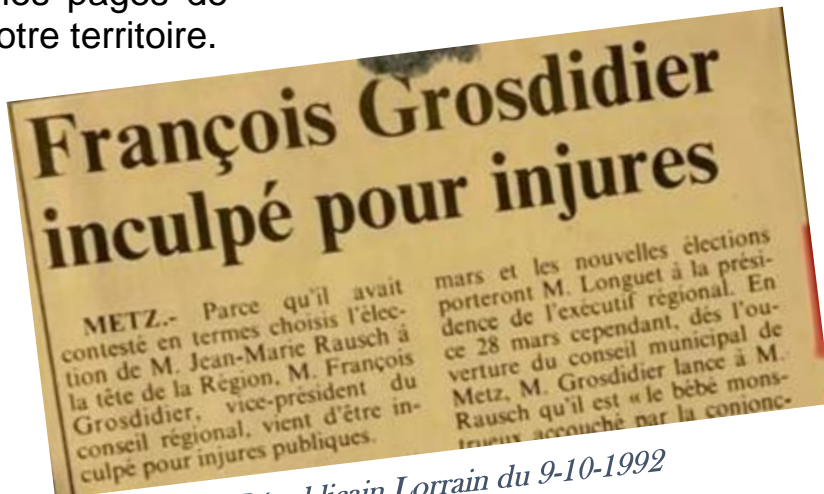 pages de
otre territoire.
François Grosdidier
inculpé pour injures
METZ.- Parce qu'il avait
contesté en termes choisis l'élec-
tion de M. Jean-Marie Rausch à
la tête de la Région, M. François
Grosdidier, vice-président du
conseil régional, vient d'être in-
culpé pour injures publiques.
mars et les nouvelles élections
porteront M. Longuet à la prési-
dence de l'exécutif régional. En
ce 28 mars cependant, dès l'ou-
verture du conseil municipal de
Metz, M. Grosdidier lance à M.
Rausch qu'il est « le bébé mons-
trueux accouché par la conjonc-
Républicain Lorrain du 9-10-1992